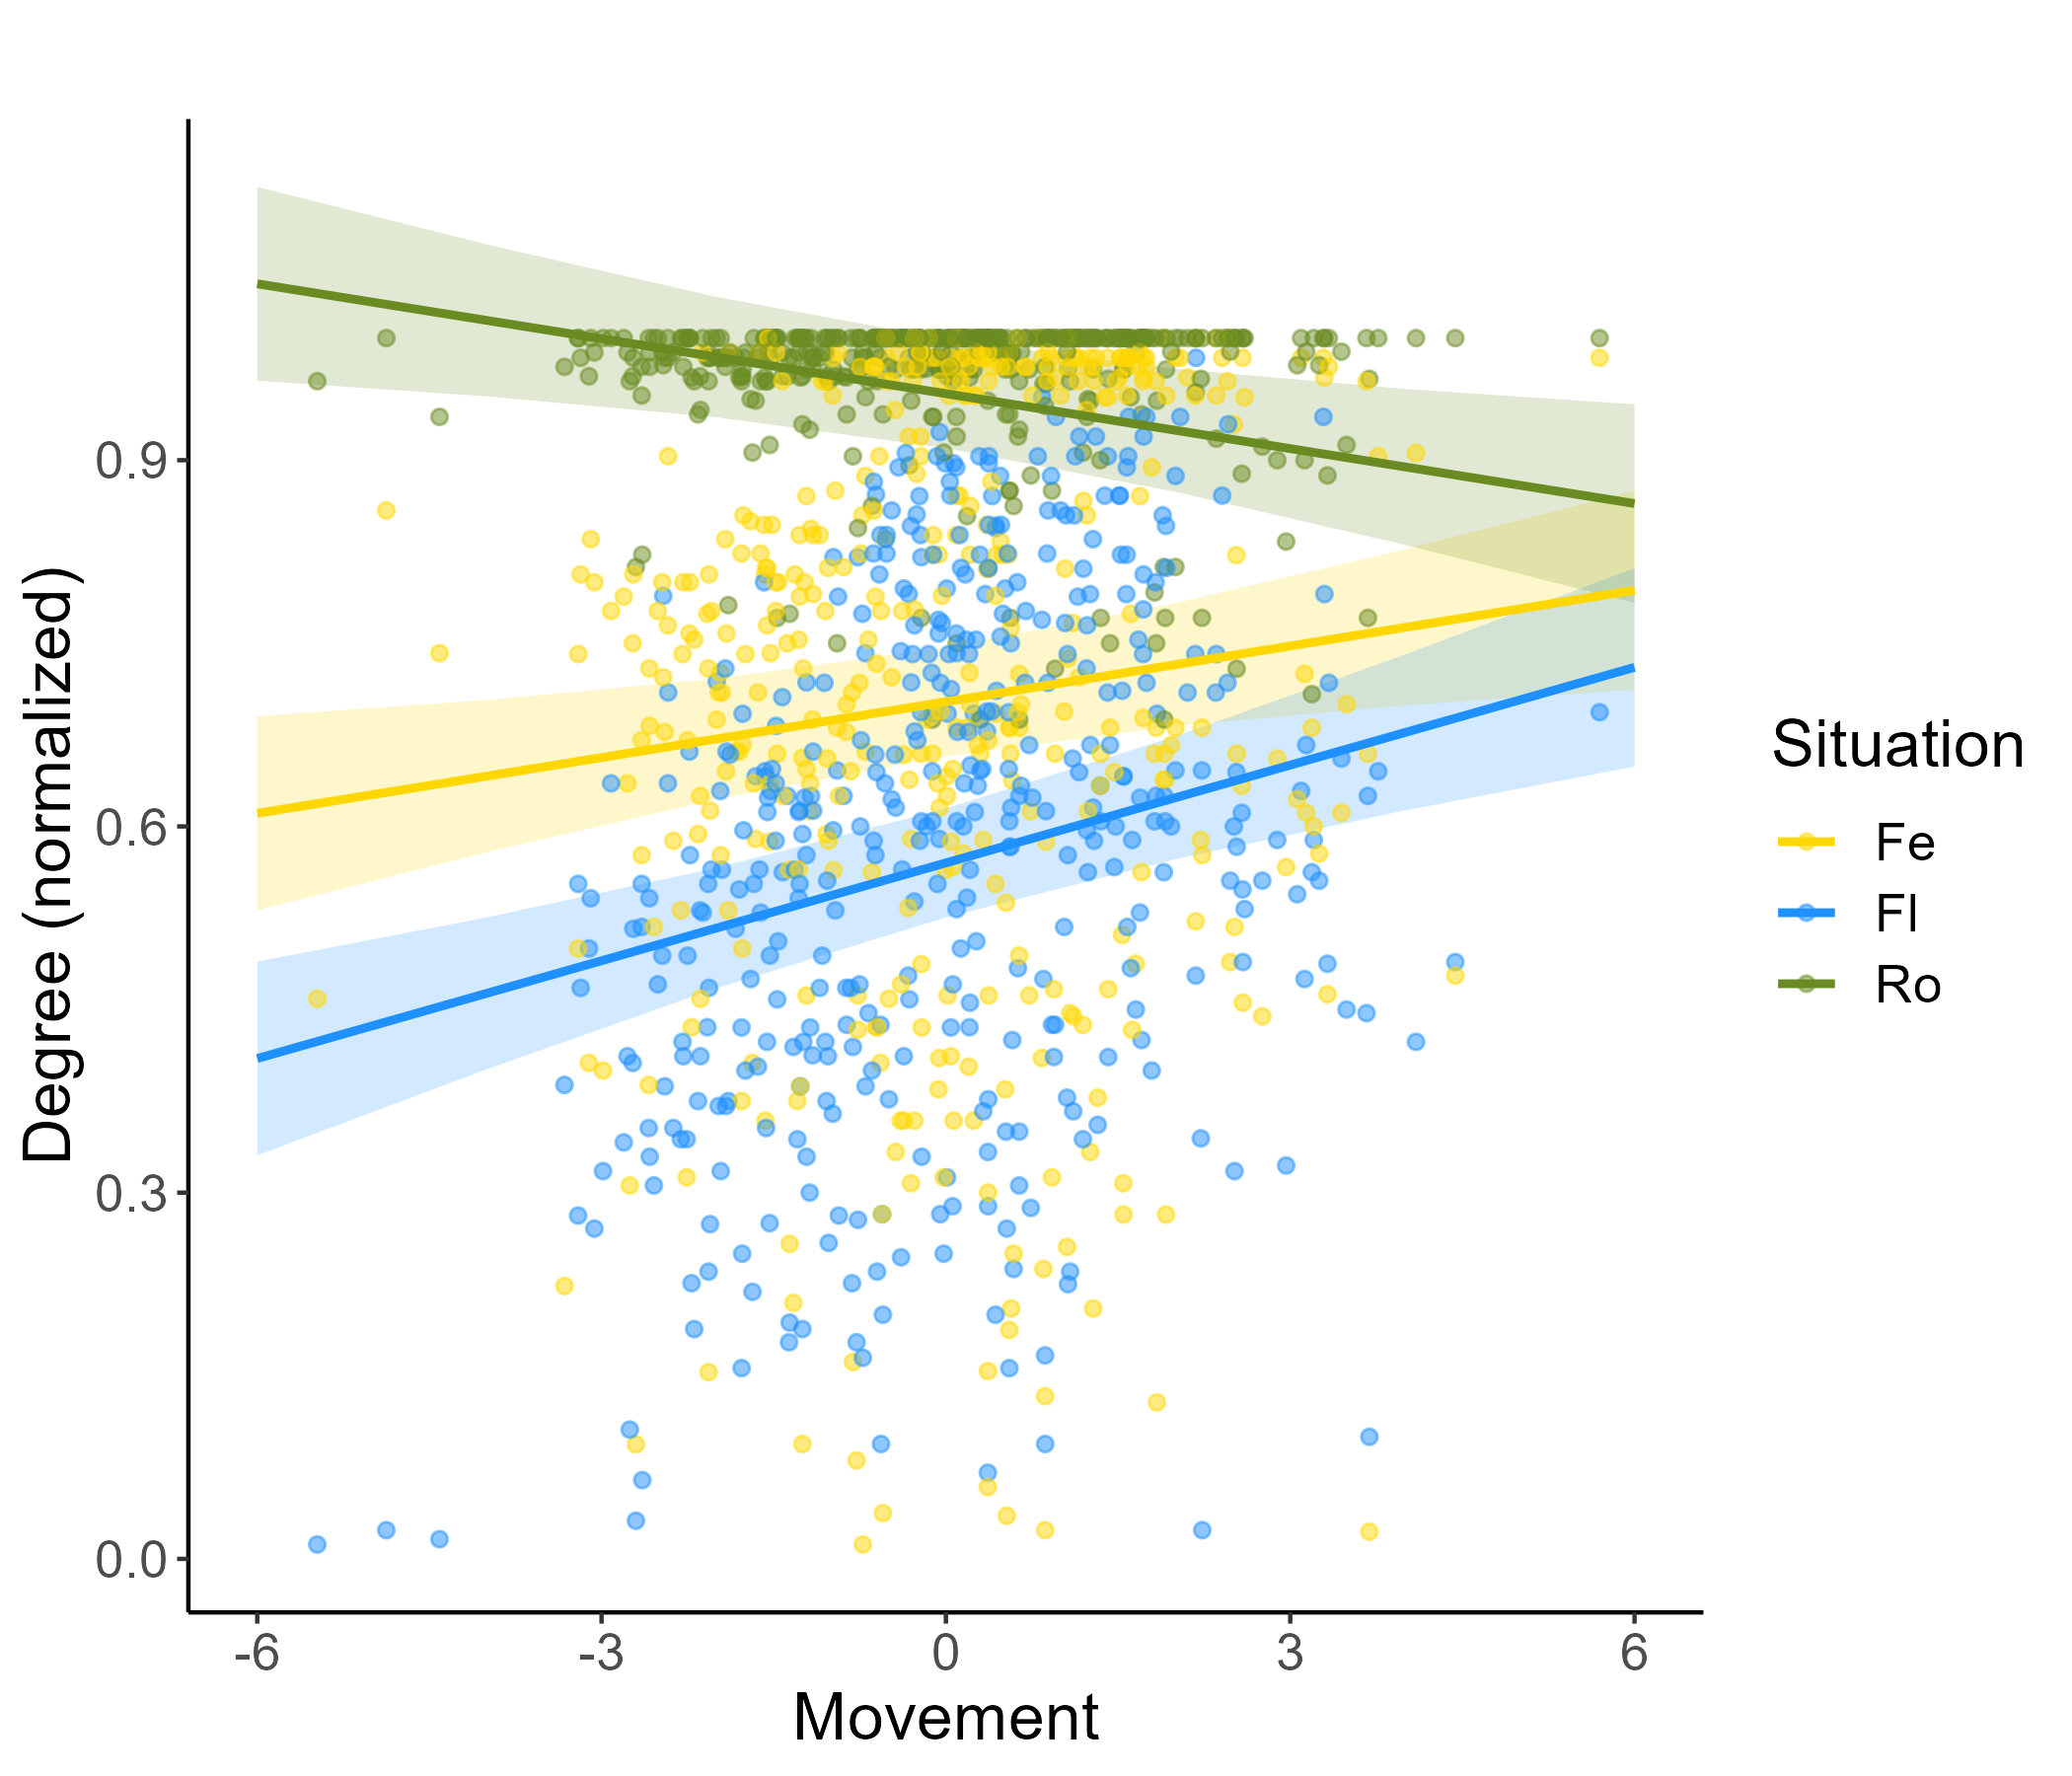 Degree (normalized)
0.9
0.6
0.3
0.0
-6
-3
0
3
6
Movement
Situation
Fe
Fl
Ro